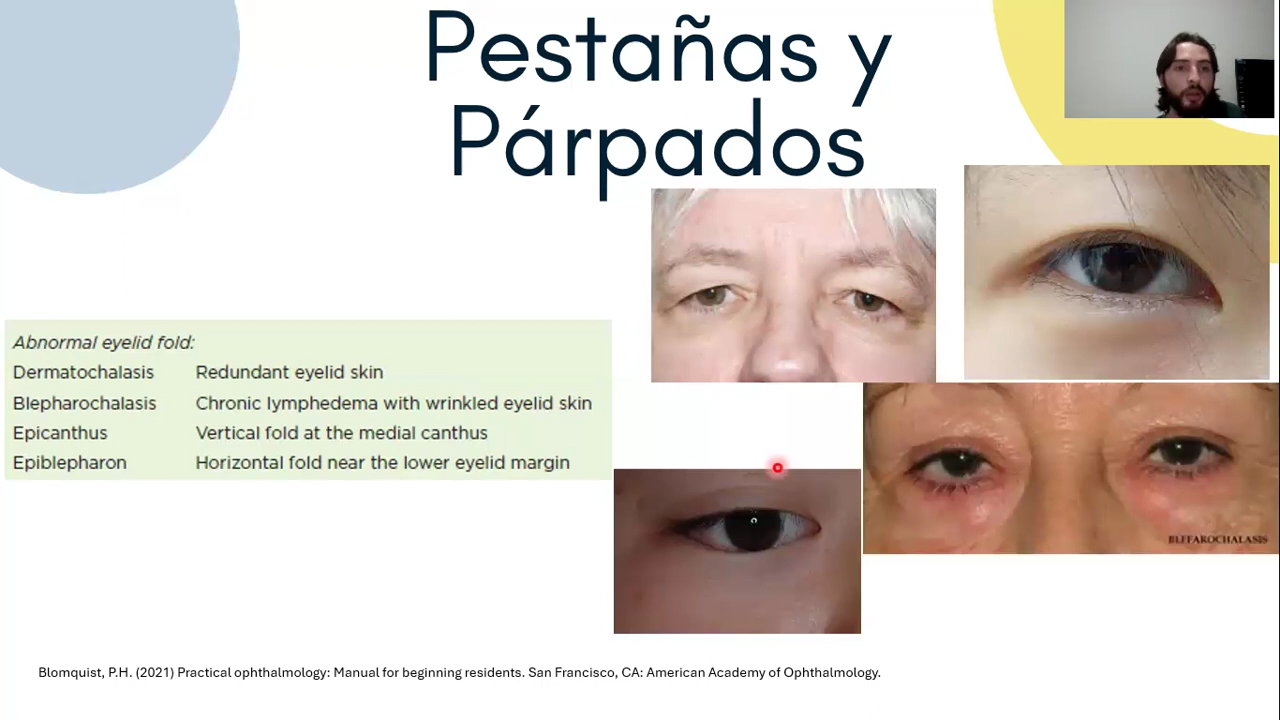 Pestañas y
Párpados
Abnormal eyelid fold:
Dermatochalasis Redundant eyelid skin
Blepharochalasis Chronic lymphedema with wrinkled eyelid skin
Epicanthus Vertical fold at the medial canthus
Epiblepharon Horizontal fold near the lower eyelid margin
BLEFAROCHALASIS
Blomquist, P.H. (2021) Practical ophthalmology: Manual for beginning residents. San Francisco, CA: American Academy of Ophthalmology.